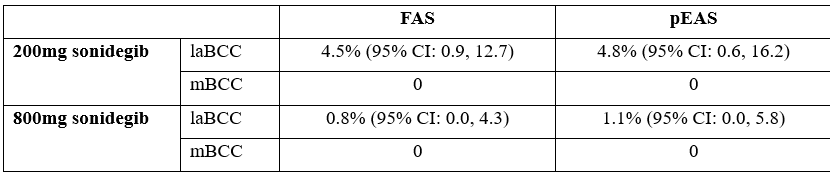 FAS pEAS
200mg sonidegib laBCC 4.5% (95% CI: 0.9, 12.7) 4.8% (95% CI: 0.6, 16.2)
mBCC 0 0
800mg sonidegib laBCC 0.8% (95% CI: 0.0, 4.3) 1.1% (95% CI: 0.0, 5.8)
mBCC 0 0